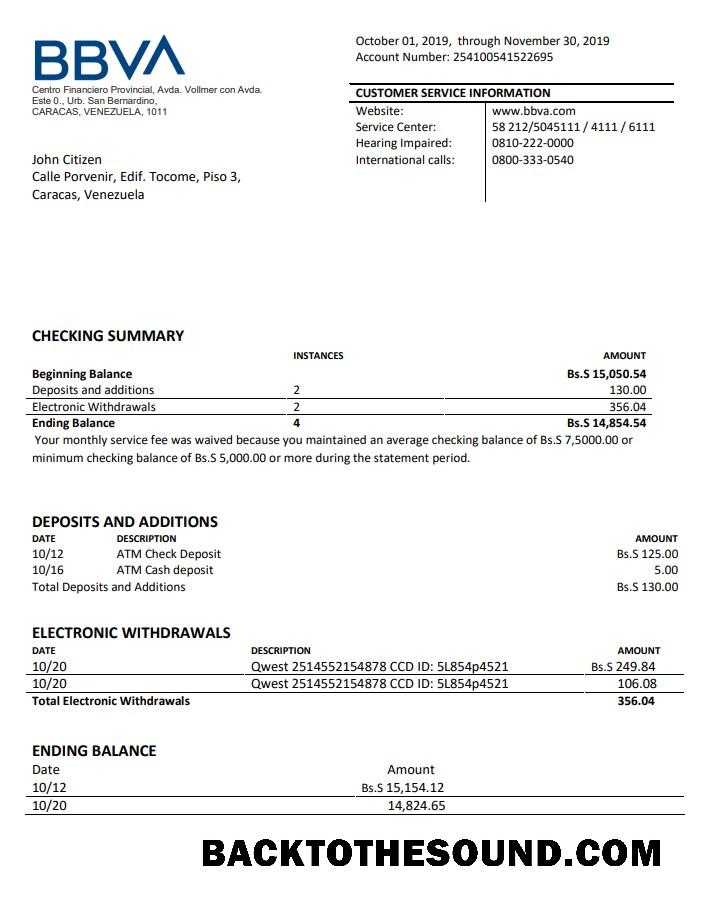 BBVA
Centro Financiero Provincial, Avda. Vollmer con Avda.
Este 0., Urb. San Bernardino,
CARACAS, VENEZUELA, 1011
October 01, 2019, through November 30, 2019
Account Number: 254100541522695
CUSTOMER SERVICE INFORMATION
Website: www.bbva.com
Service Center: 58 212/5045111 / 4111 / 6111
Hearing Impaired: 0810-222-0000
International calls: 0800-333-0540
John Citizen
Calle Porvenir, Edif. Tocome, Piso 3,
Caracas, Venezuela
CHECKING SUMMARY
INSTANCES AMOUNT
Beginning Balance Bs.S 15,050.54
Deposits and additions 2 130.00
Electronic Withdrawals 2 356.04
Ending Balance 4 Bs.S 14,854.54
Your monthly service fee was waived because you maintained an average checking balance of Bs.S 7,5000.00 or
minimum checking balance of Bs.S 5,000.00 or more during the statement period.
DEPOSITS AND ADDITIONS
DATE DESCRIPTION AMOUNT
10/12 ATM Check Deposit Bs.S 125.00
10/16 ATM Cash deposit 5.00
Total Deposits and Additions Bs.S 130.00
ELECTRONIC WITHDRAWALS
DATE DESCRIPTION AMOUNT
10/20 Qwest 2514552154878 CCD ID: 5L854p4521 Bs.S 249.84
10/20 Qwest 2514552154878 CCD ID: 5L854p4521 106.08
Total Electronic Withdrawals 356.04
ENDING BALANCE
Date Amount
10/12 Bs.S 15,154.12
10/20 14,824.65
BACKTOTHESOUND.COM